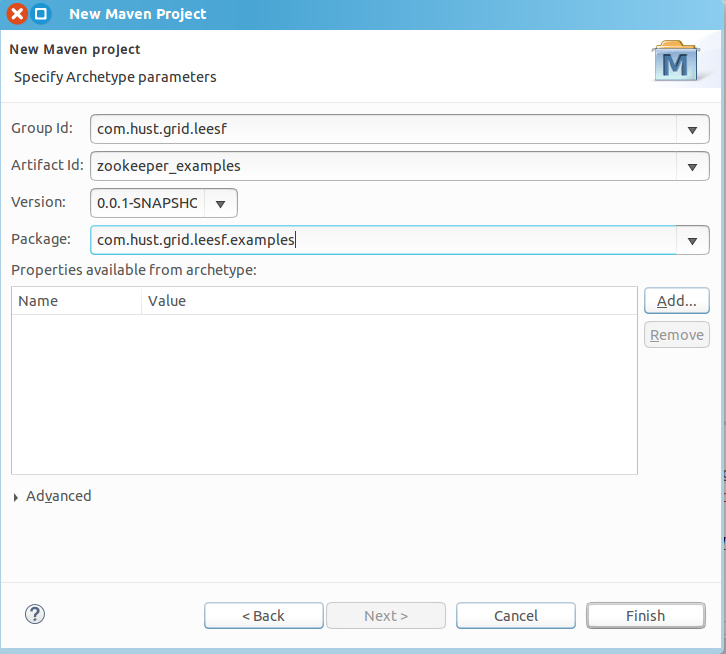 New Maven Project
New Maven project
Specify Archetype parameters
M
Group Id: com.hust.grid.leesf
Artifact Id: zookeeper_examples
Version: 0.0.1-SNAPSHC
Package: com.hust.grid.leesf.examples
Properties available from archetype:
Name Value
Add...
Remove
Advanced
?
< Back Next > Cancel Finish